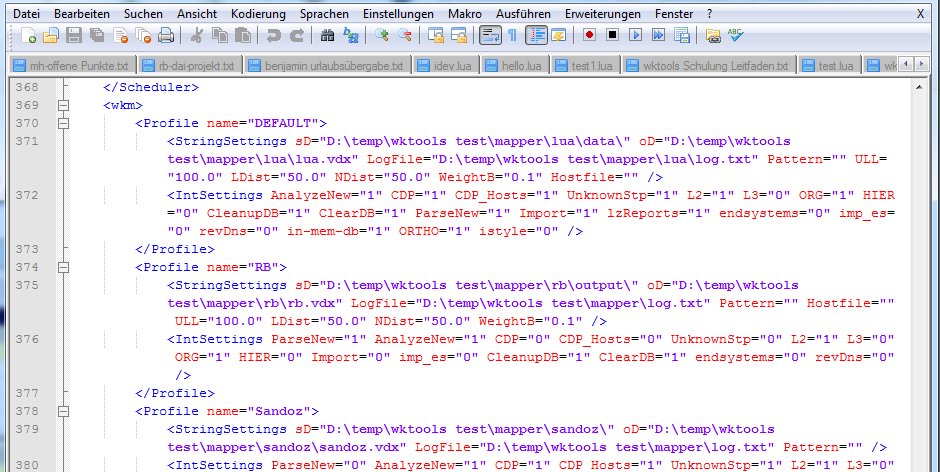 Datei Bearbeiten Suchen Ansicht Kodierung Sprachen Einstellungen Makro Ausführen Erweiterungen Fenster ? X
mh-offene Punkte.txt rb-dai-projekt.txt benjamin urlaubsübergabe.txt idev.lua hello.lua test1.lua wktools Schulung Leitfaden.txt test.lua wk
368 </Scheduler>
369 <wkm>
370 <Profile name="DEFAULT">
371 <StringSettings sD="D:\temp\wktools test\mapper\lua\data\" oD="D:\temp\wktools
test\mapper\lua\lua.vdx" LogFile="D:\temp\wktools test\mapper\lua\log.txt" Pattern="" ULL=
"100.0" LDist="50.0" NDist="50.0" WeightB="0.1" Hostfile="" />
372 <IntSettings AnalyzeNew="1" CDP="1" CDP_Hosts="1" UnknownStp="1" L2="1" L3="0" ORG="1" HIER
="0" CleanupDB="1" ClearDB="1" ParseNew="1" Import="1" lzReports="1" endsystems="0" imp_es=
"0" revDns="0" in-mem-db="1" ORTHO="1" istyle="0" />
373 </Profile>
374 <Profile name="RB">
375 <StringSettings sD="D:\temp\wktools test\mapper\rb\output\" oD="D:\temp\wktools
test\mapper\rb\rb.vdx" LogFile="D:\temp\wktools test\mapper\log.txt" Pattern="" Hostfile=""
ULL="100.0" LDist="50.0" NDist="50.0" WeightB="0.1" />
376 <IntSettings ParseNew="1" AnalyzeNew="1" CDP="0" CDP_Hosts="0" UnknownStp="0" L2="1" L3="0"
ORG="1" HIER="0" Import="0" imp_es="0" CleanupDB="1" ClearDB="1" endsystems="0" revDns="0"
/>
377 </Profile>
378 <Profile name="Sandoz">
379 <StringSettings sD="D:\temp\wktools test\mapper\sandoz\" oD="D:\temp\wktools
test\mapper\sandoz\sandoz.vdx" LogFile="D:\temp\wktools test\mapper\log.txt" Pattern="" />
380 <IntSettings ParseNew="0" AnalyzeNew="1" CDP="1" CDP_Hosts="1" UnknownStp="1" L2="1" L3="0"